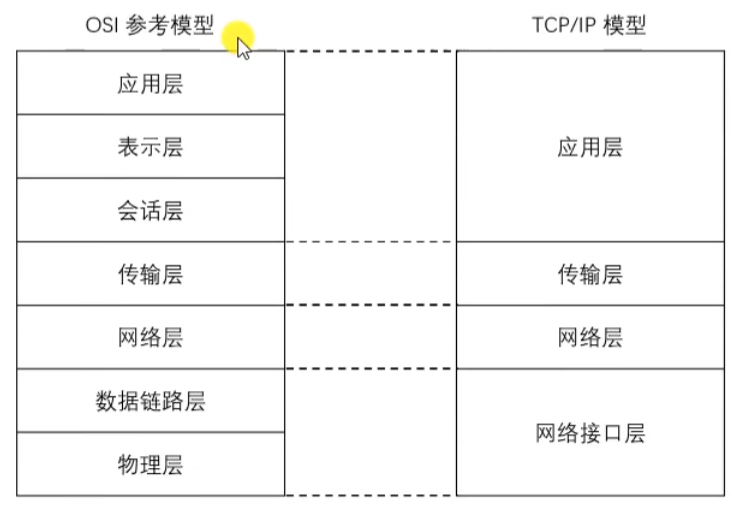 OSI 参考模型
TCP/IP 模型
应用层
表示层
会话层
传输层
网络层
数据链路层
物理层
应用层
传输层
网络层
网络接口层